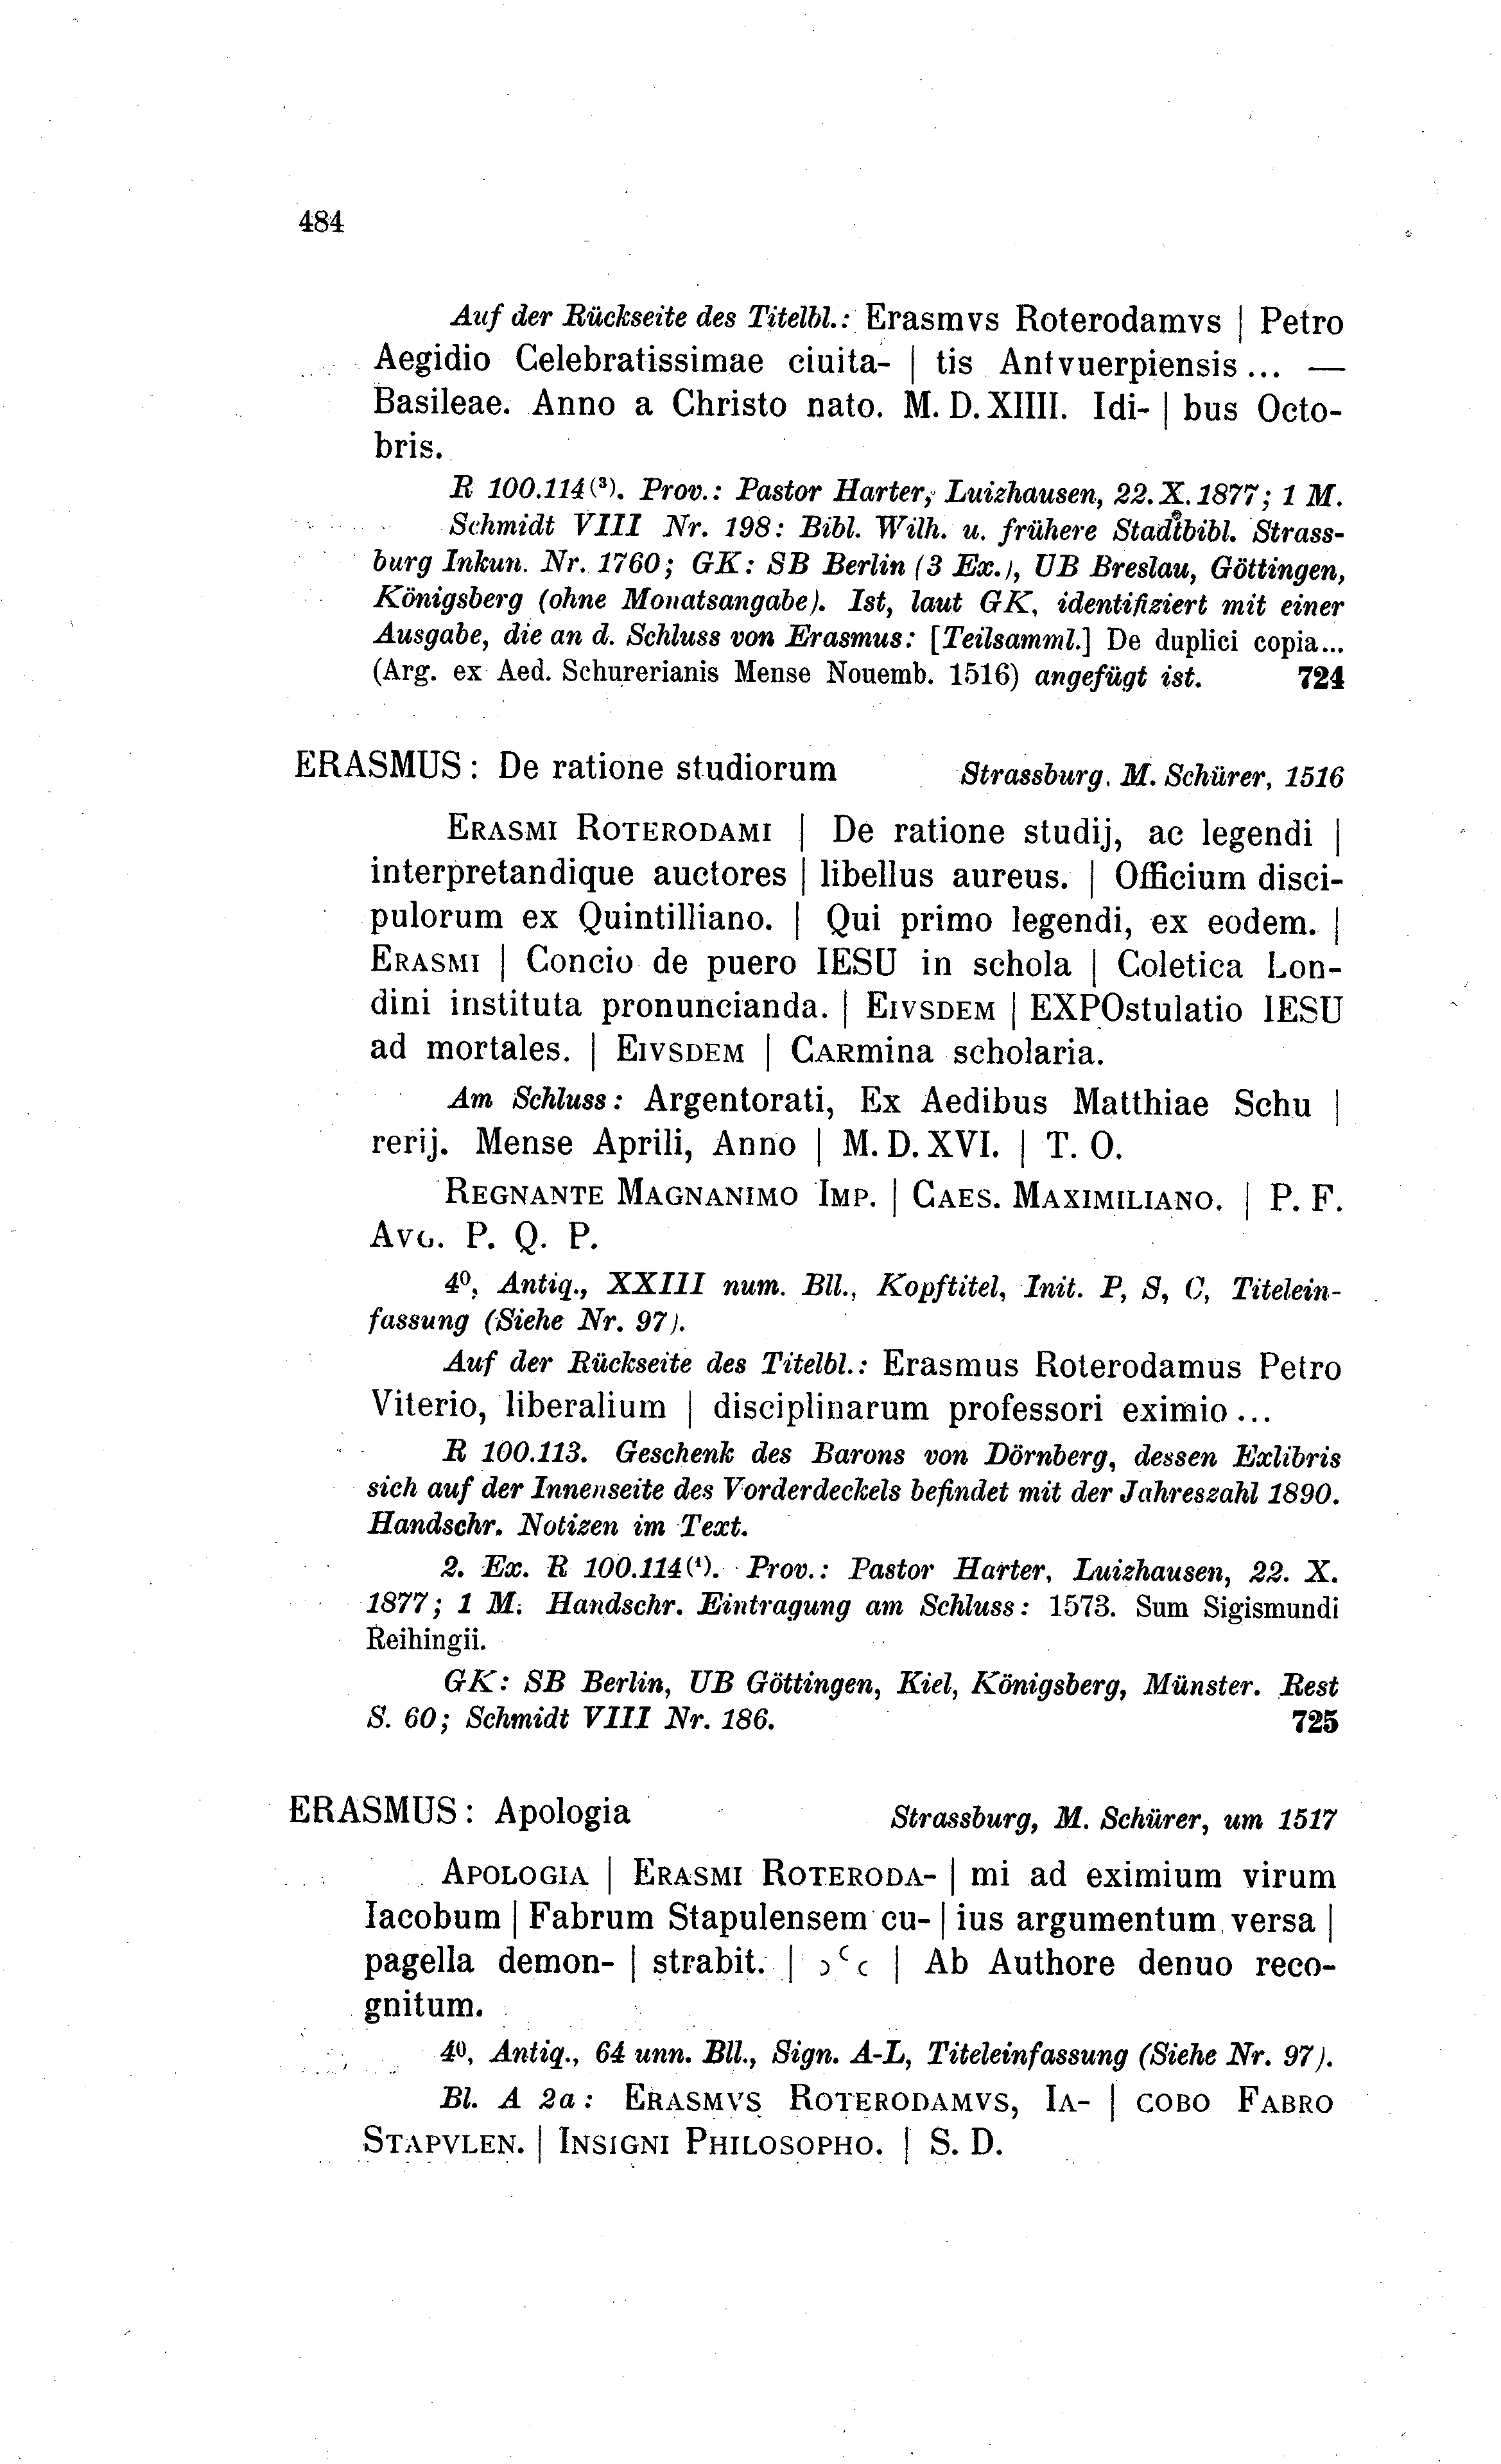 484
Auf der Rückseite des Titelbl.: Erasmvs Roterodamvs | Petro
Aegidio Celebratissimae ciuita- | tis Antvuerpiensis ... —
Basileae. Anno a Christo nato. M. D. XIIII. Idi- | bus Octo-
bris.
R 100.114(³). Prov.: Pastor Harter, Luizhausen, 22. X. 1877; 1 M.
Schmidt VIII Nr. 198: Bibl. Wilh. u. frühere Stadtbibl. Strass-
burg Inkun. Nr. 1760; GK: SB Berlin (3 Ex.), UB Breslau, Göttingen,
Königsberg (ohne Monatsangabe). Ist, laut GK, identifiziert mit einer
Ausgabe, die an d. Schluss von Erasmus: [Teilsamml.] De duplici copia...
(Arg. ex Aed. Schurerianis Mense Nouemb. 1516) angefügt ist. 724
ERASMUS: De ratione studiorum Strassburg. M. Schürer, 1516
ERASMI ROTERODAMI | De ratione studij, ac legendi |
interpretandique auctores | libellus aureus. | Officium disci-
pulorum ex Quintilliano. | Qui primo legendi, ex eodem. |
ERASMI | Concio de puero IESU in schola | Coletica Lon-
dini instituta pronuncianda. | EIVSDEM | EXPOstulatio IESU
ad mortales. | EIVSDEM | CARmina scholaria.
Am Schluss: Argentorati, Ex Aedibus Matthiae Schu |
rerij. Mense Aprili, Anno | M. D. XVI. | T. O.
REGNANTE MAGNANIMO IMP. | CAES. MAXIMILIANO. | P. F.
AVG. P. Q. P.
4⁰, Antiq., XXIII num. Bll., Kopftitel, Init. P, S, C, Titelein-
fassung (Siehe Nr. 97).
Auf der Rückseite des Titelbl.: Erasmus Roterodamus Petro
Viterio, liberalium | disciplinarum professori eximio ...
R 100.113. Geschenk des Barons von Dörnberg, dessen Exlibris
sich auf der Innenseite des Vorderdeckels befindet mit der Jahreszahl 1890.
Handschr. Notizen im Text.
2. Ex. R 100.114(⁴). Prov.: Pastor Harter, Luizhausen, 22. X.
1877; 1 M. Handschr. Eintragung am Schluss: 1573. Sum Sigismundi
Reihingii.
GK: SB Berlin, UB Göttingen, Kiel, Königsberg, Münster. Rest
S. 60; Schmidt VIII Nr. 186. 725
ERASMUS: Apologia Strassburg, M. Schürer, um 1517
APOLOGIA | ERASMI ROTERODA- | mi ad eximium virum
Iacobum | Fabrum Stapulensem cu- | ius argumentum versa |
pagella demon- | strabit. | ɔ c c | Ab Authore denuo reco-
gnitum.
4⁰, Antiq., 64 unn. Bll., Sign. A-L, Titeleinfassung (Siehe Nr. 97).
Bl. A 2a: ERASMVS ROTERODAMVS, IA- | COBO FABRO
STAPVLEN. | INSIGNI PHILOSOPHO. | S. D.